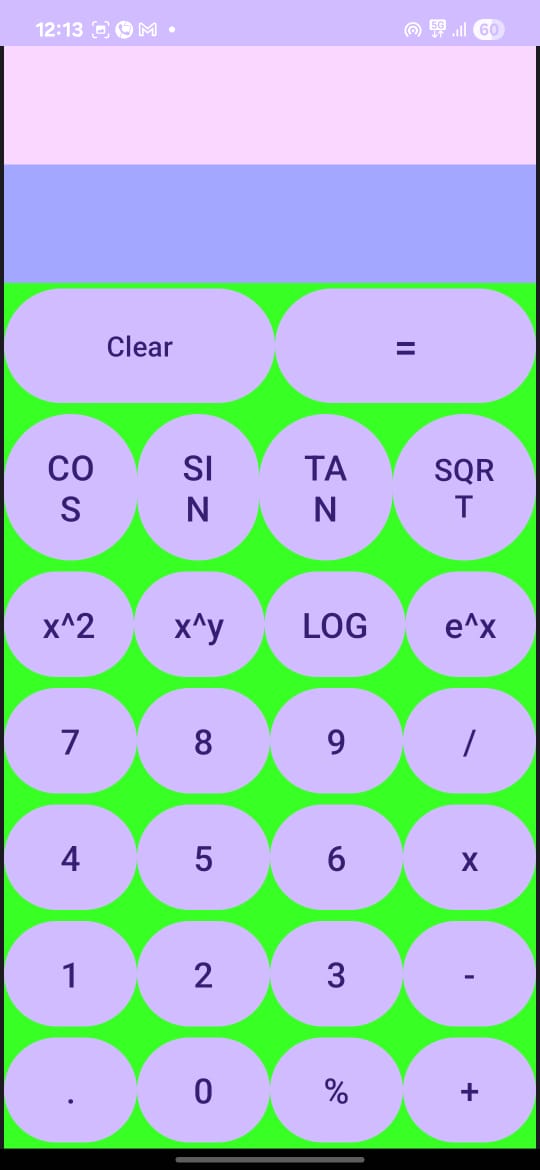 12:13 5G 60
Clear =
CO SI TA SQR
S N N T
x^2 x^y LOG e^x
7 8 9 /
4 5 6 x
1 2 3 -
. 0 % +